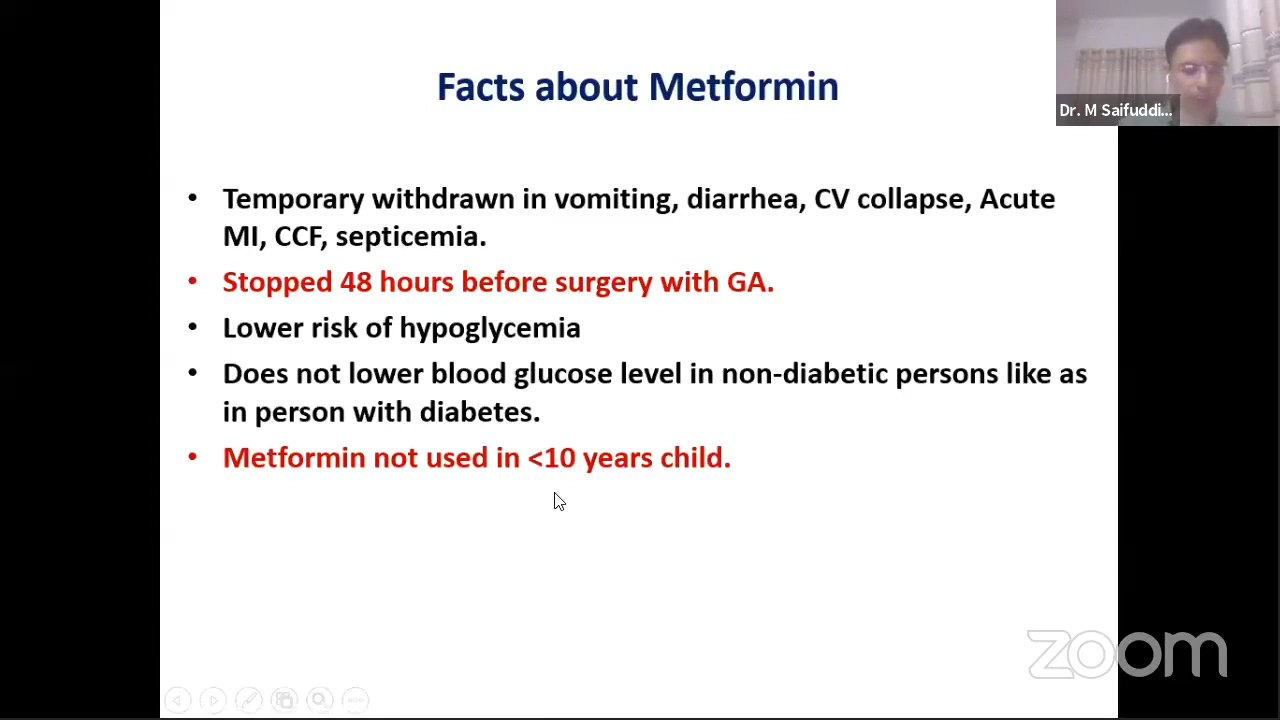 Facts about Metformin
Dr. M Saifuddi...
• Temporary withdrawn in vomiting, diarrhea, CV collapse, Acute
MI, CCF, septicemia.
• Stopped 48 hours before surgery with GA.
• Lower risk of hypoglycemia
• Does not lower blood glucose level in non-diabetic persons like as
in person with diabetes.
• Metformin not used in <10 years child.
zoom